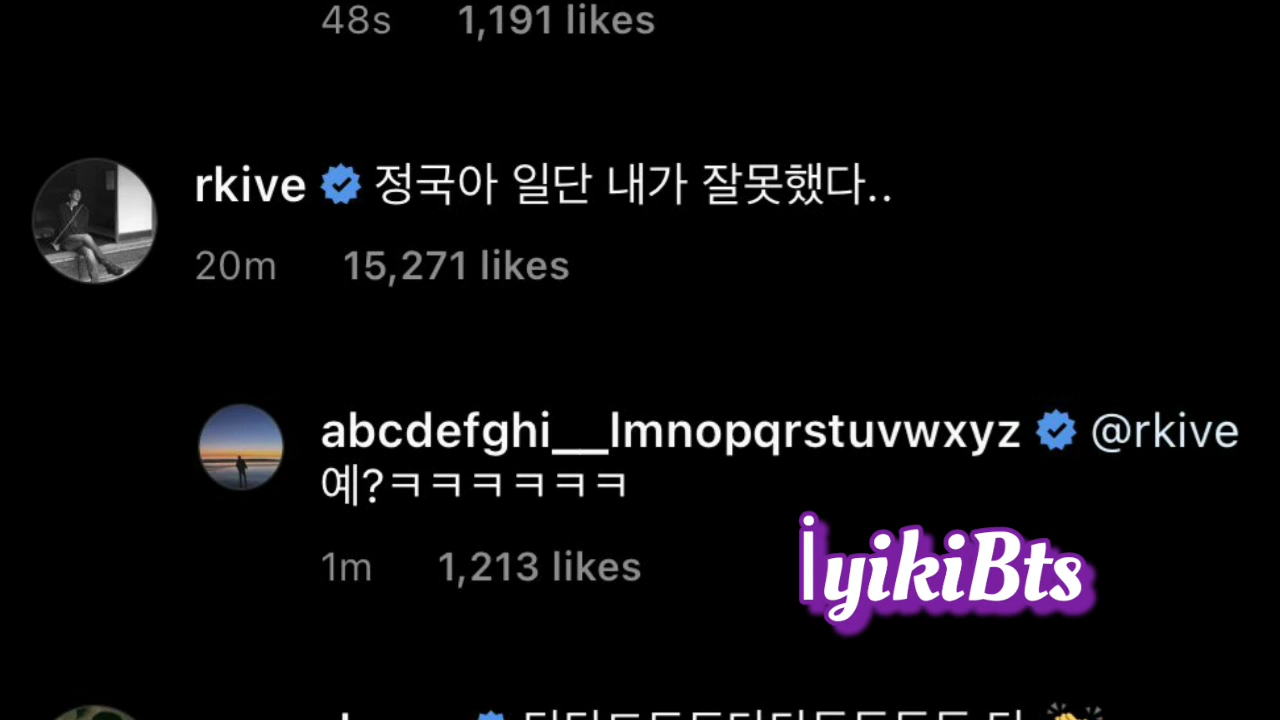 48s 1,191 likes
rkive 정국아 일단 내가 잘못했다..
20m 15,271 likes
abcdefghi__lmnopqrstuvwxyz @rkive
예?ㅋㅋㅋㅋㅋㅋ
1m 1,213 likes
İyikiBts